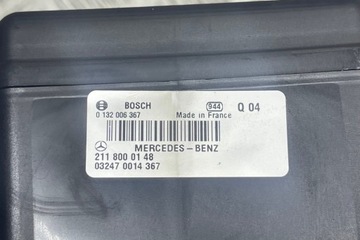 BOSCH 944 Q 04
0 132 006 367 Made in France
MERCEDES-BENZ
211 800 01 48
03247 0014 367